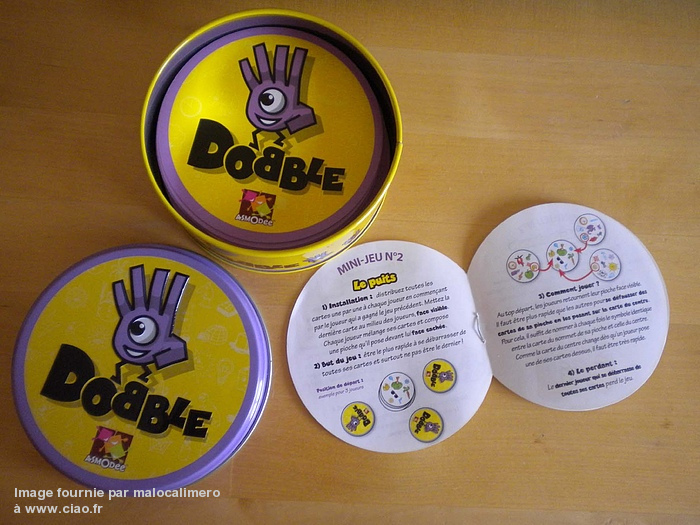 DOBBLE
ASMODEE
DOBBLE
ASMODEE
MINI-JEU N°2
Le puits
1) Installation : distribuez toutes les
cartes une par une à chaque joueur en commençant
par le joueur qui a gagné le jeu précédent. Mettez la
dernière carte au milieu des joueurs, face visible.
Chaque joueur mélange ses cartes et compose
une pioche qu'il pose devant lui face cachée.
2) But du jeu : être le plus rapide à se débarrasser de
toutes ses cartes et surtout ne pas être le dernier !
Position de départ :
exemple pour 3 joueurs
3) Comment jouer ?
Au top départ, les joueurs retournent leur pioche face visible.
Il faut être plus rapide que les autres pour se défausser des
cartes de sa pioche en les posant sur la carte du centre.
Pour cela, il suffit de nommer à chaque fois le symbole identique
entre la carte du sommet de sa pioche et celle du centre.
Comme la carte du centre change dès qu'un joueur pose
une de ses cartes dessus, il faut être très rapide.
4) Le perdant :
Le dernier joueur qui se débarrasse de
toutes ses cartes perd le jeu.
Image fournie par malocalimero
à www.ciao.fr